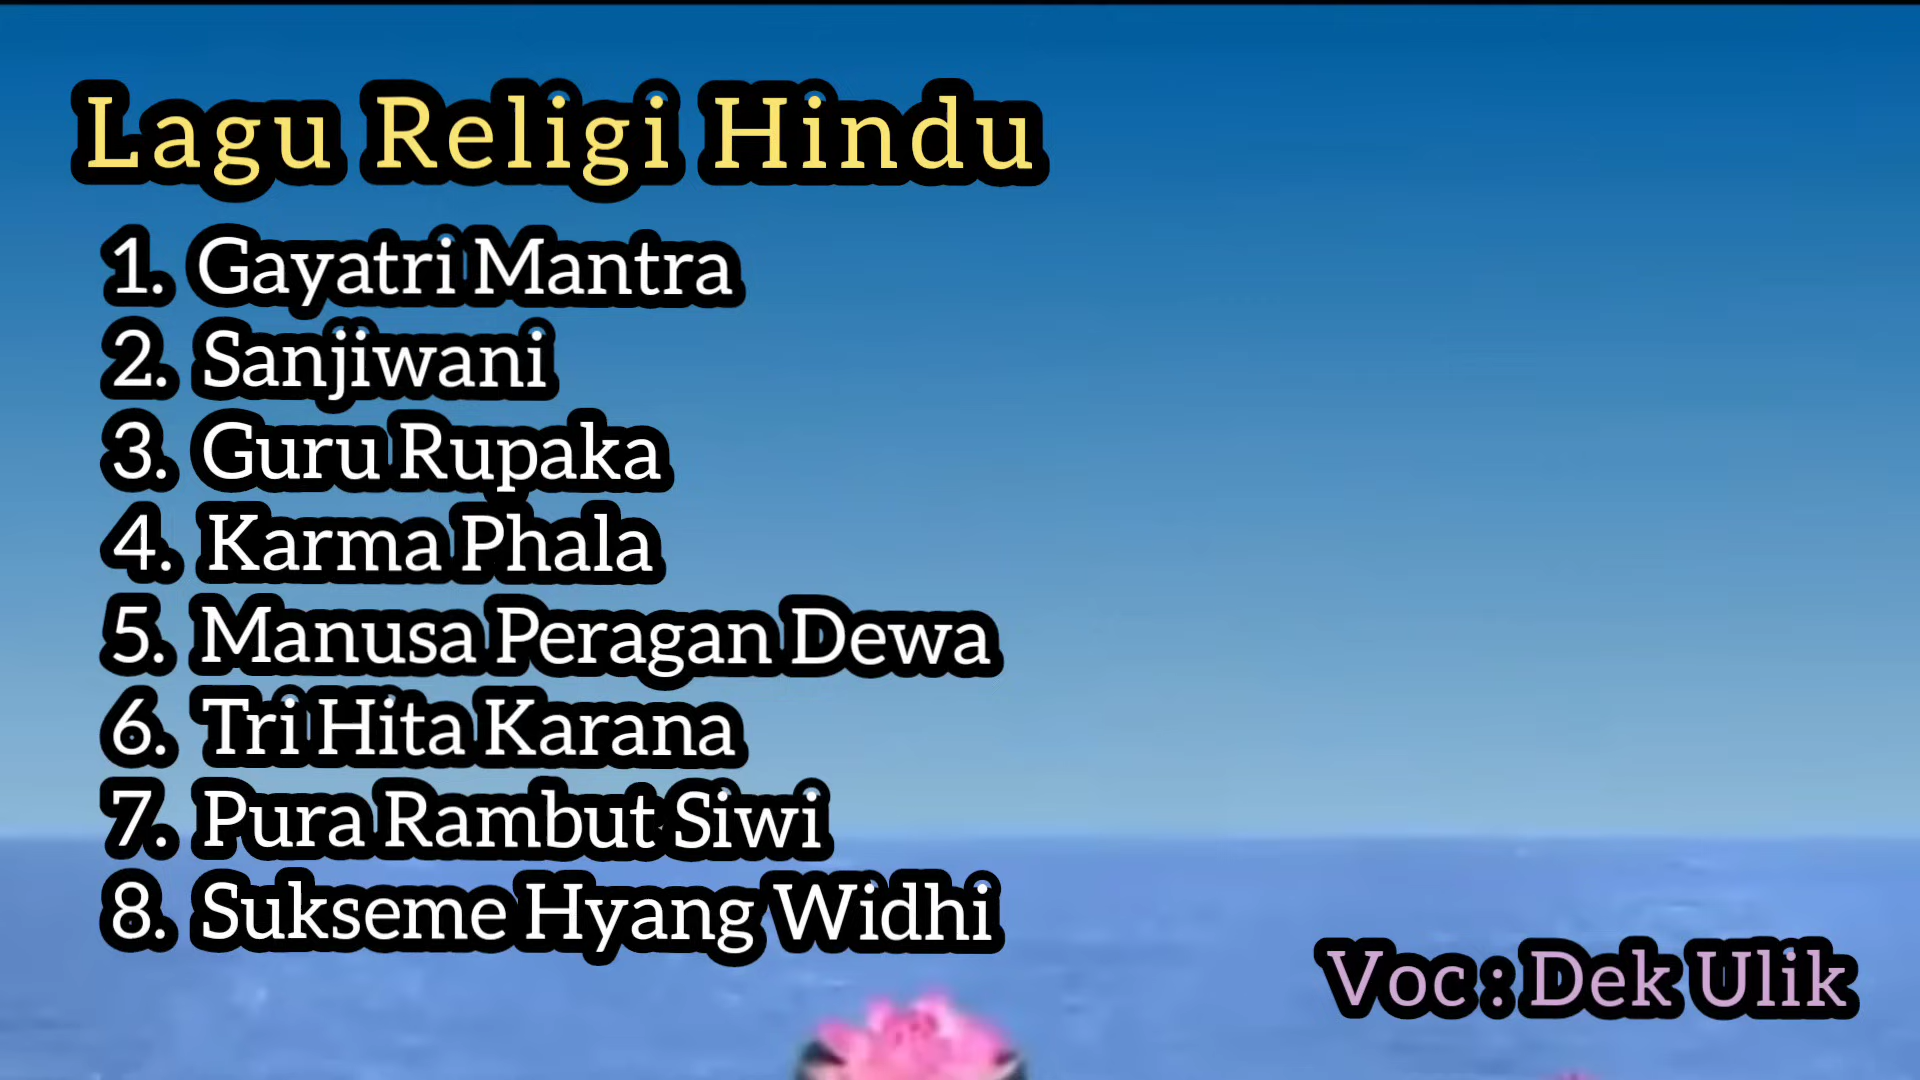 Lagu Religi Hindu
1. Gayatri Mantra
2. Sanjiwani
3. Guru Rupaka
4. Karma Phala
5. Manusa Peragan Dewa
6. Tri Hita Karana
7. Pura Rambut Siwi
8. Sukseme Hyang Widhi
Voc : Dek Ulik